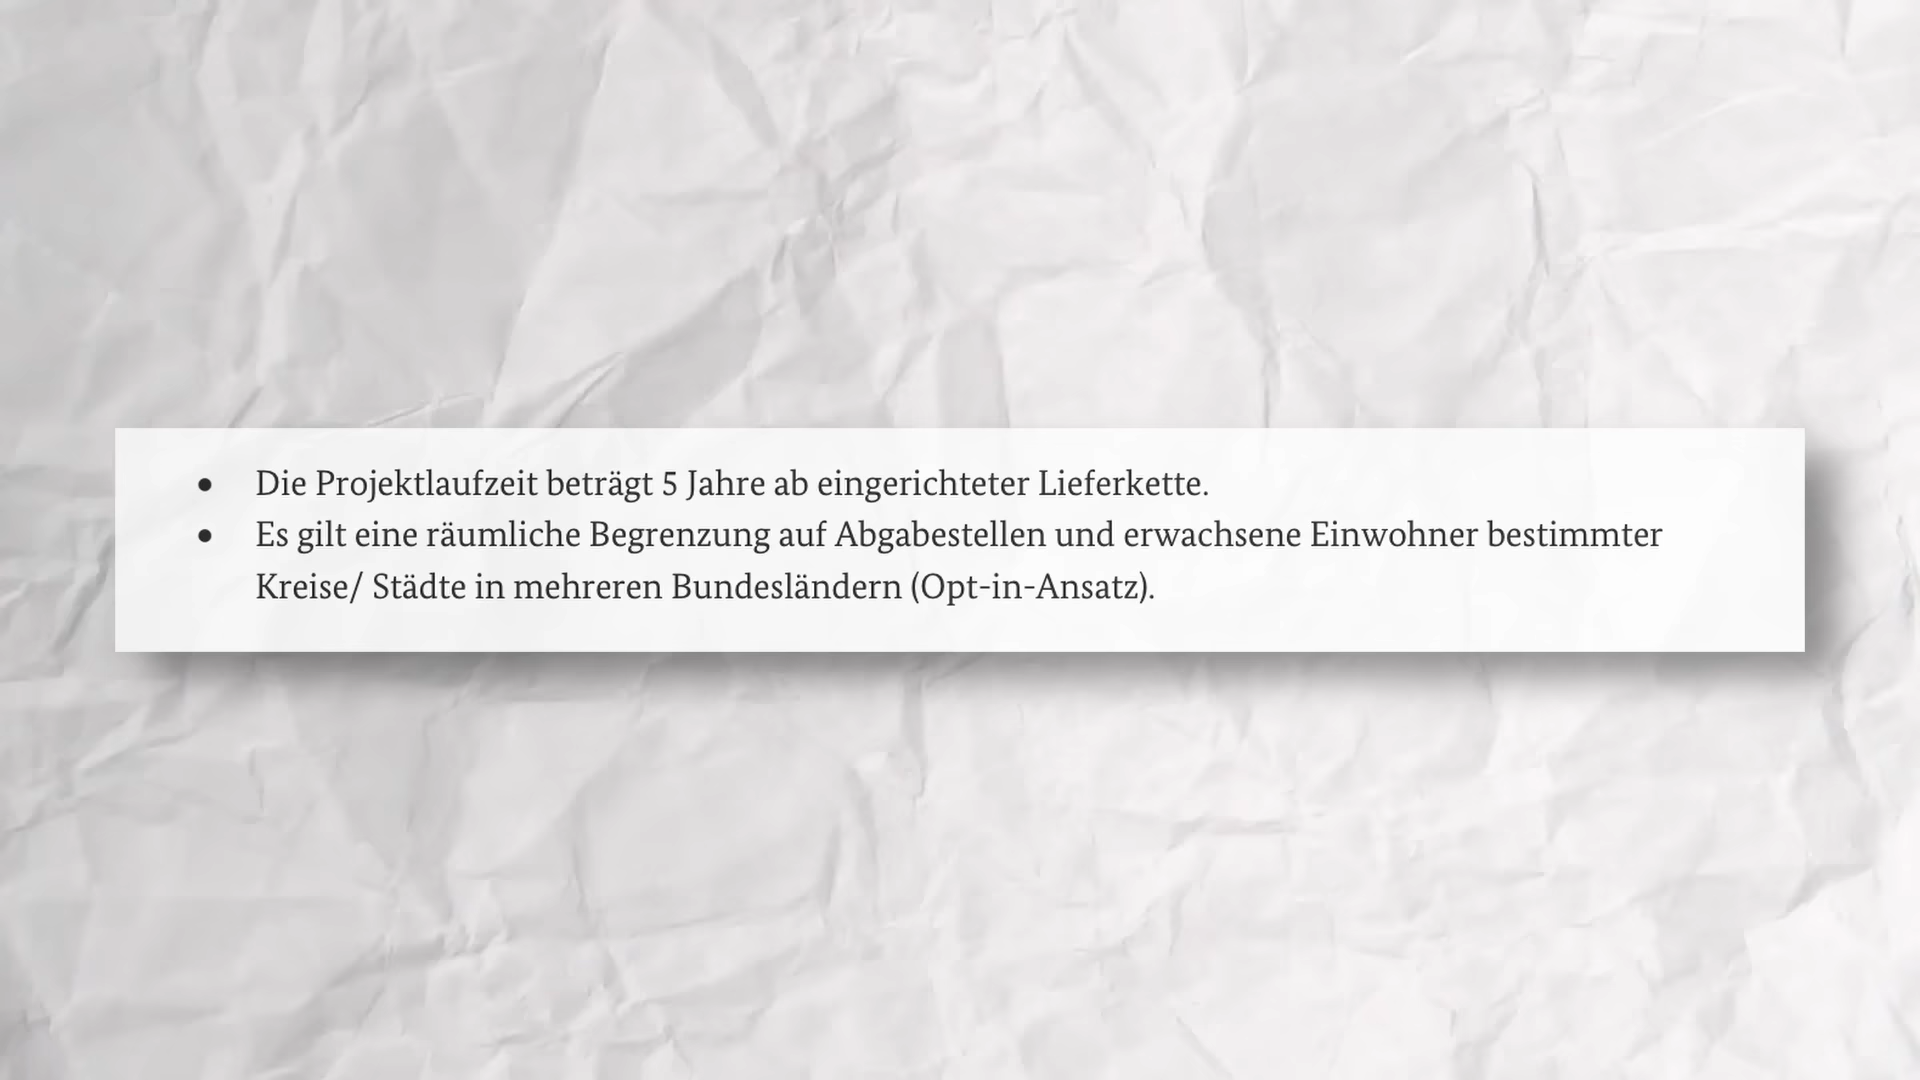 • Die Projektlaufzeit beträgt 5 Jahre ab eingerichteter Lieferkette.
• Es gilt eine räumliche Begrenzung auf Abgabestellen und erwachsene Einwohner bestimmter
Kreise/ Städte in mehreren Bundesländern (Opt-in-Ansatz).